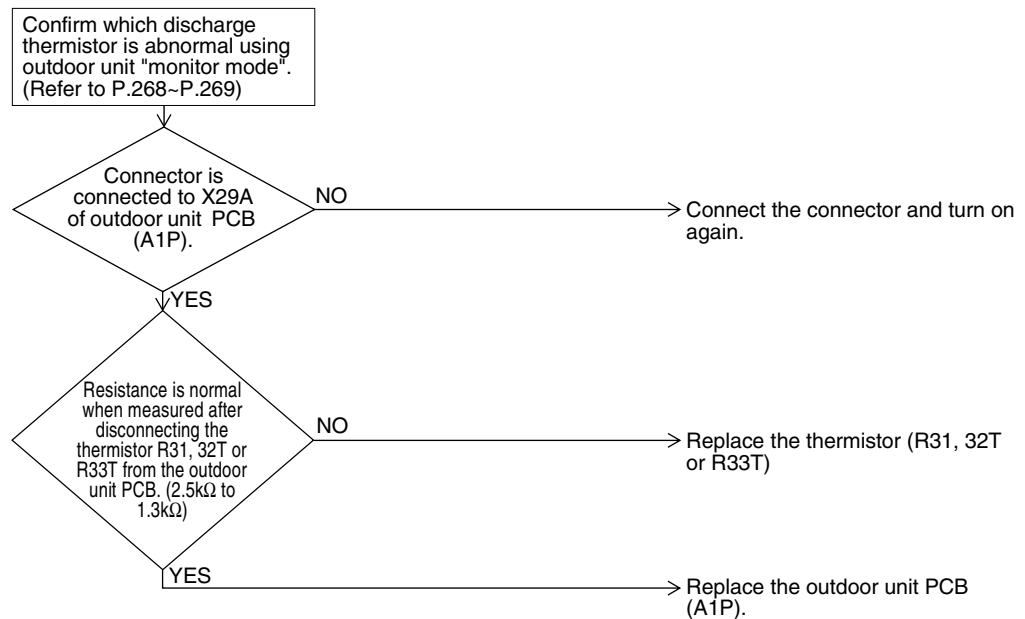 Confirm which discharge
thermistor is abnormal using
outdoor unit "monitor mode".
(Refer to P.268~P.269)
Connector is
connected to X29A
of outdoor unit PCB
(A1P).
NO
Connect the connector and turn on
again.
YES
Resistance is normal
when measured after
disconnecting the
thermistor R31, 32T or
R33T from the outdoor
unit PCB. (2.5kΩ to
1.3kΩ)
NO
Replace the thermistor (R31, 32T
or R33T)
YES
Replace the outdoor unit PCB
(A1P).